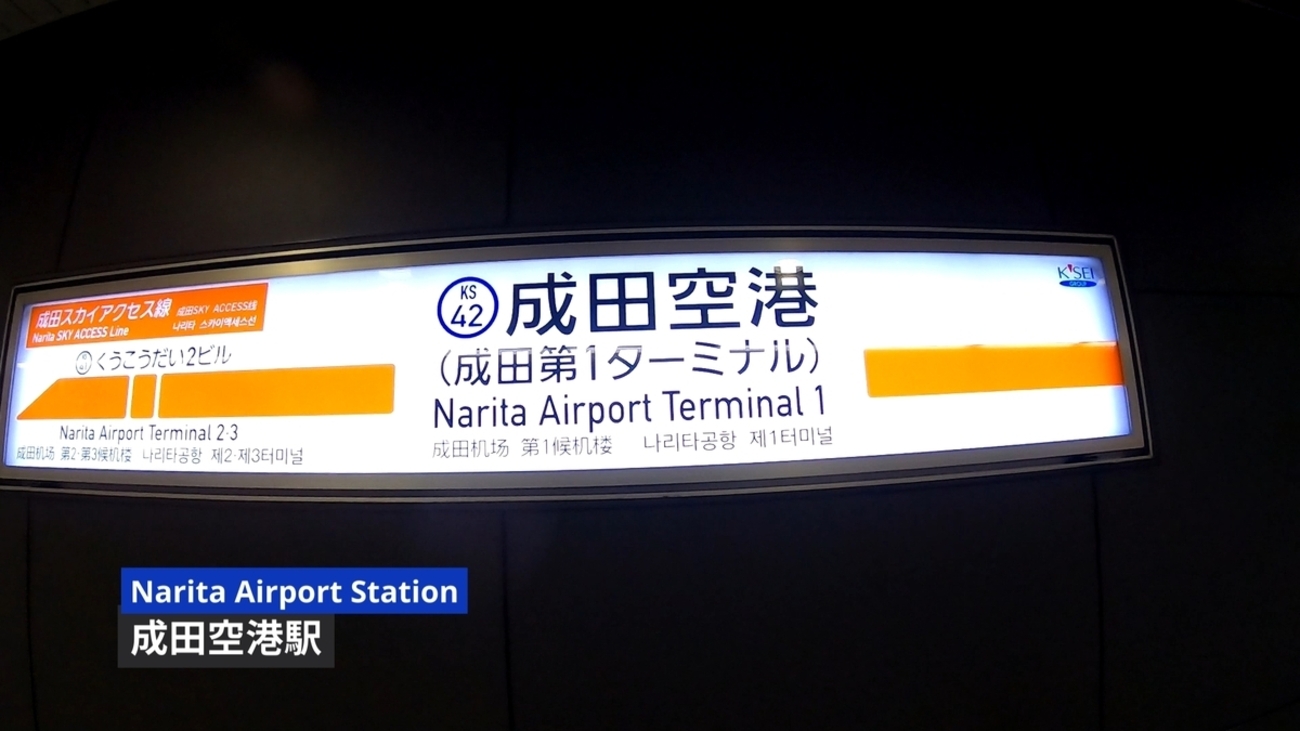 成田スカイアクセス線
成田SKY ACCESS线
Narita SKY ACCESS Line
나리타 스카이액세스선
くうこうだい2ビル
Narita Airport Terminal 2·3
成田机场 第2·第3候机楼 나리타공항 제2·제3터미널
KS
42
成田空港
(成田第1ターミナル)
Narita Airport Terminal 1
成田机场 第1候机楼 나리타공항 제1터미널
K'SEI
GROUP
Narita Airport Station
成田空港駅